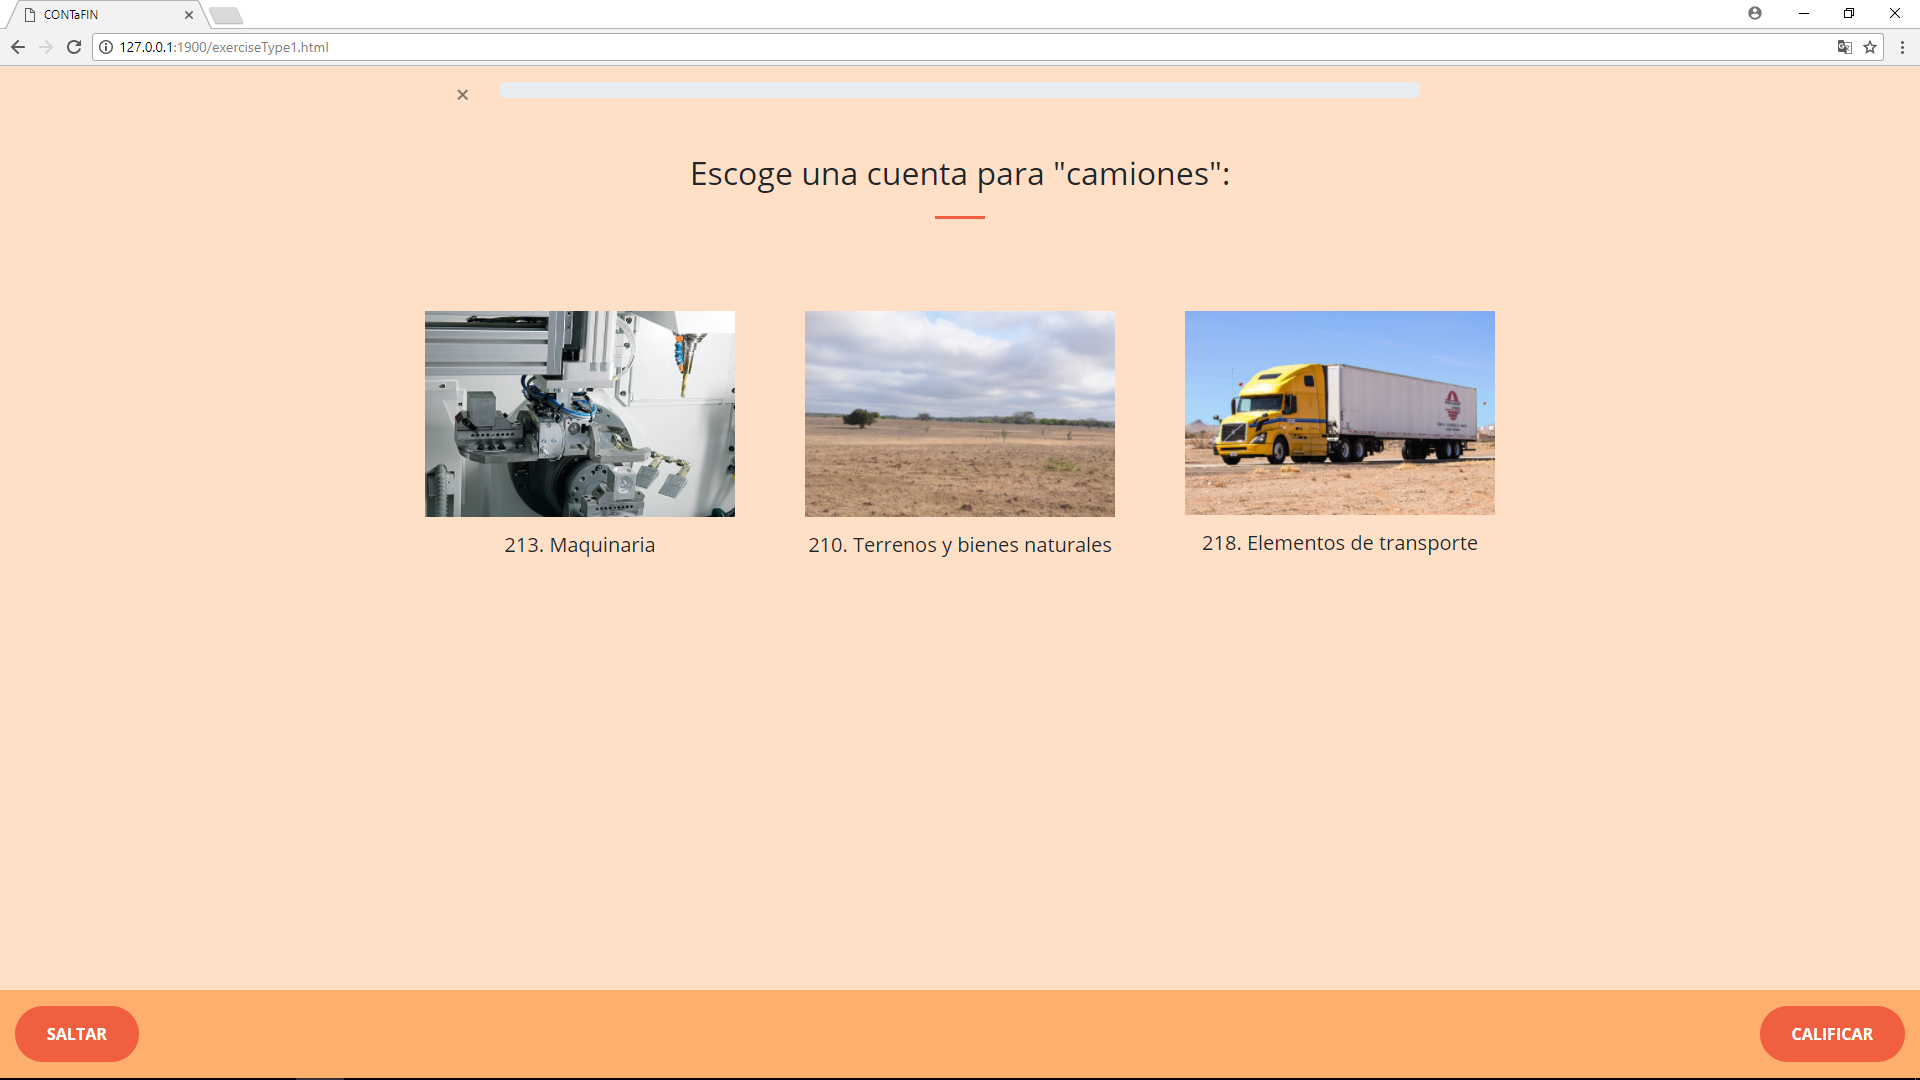 CONTaFIN
127.0.0.1:1900/exerciseType1.html
Escoge una cuenta para "camiones":
213. Maquinaria
210. Terrenos y bienes naturales
218. Elementos de transporte
SALTAR
CALIFICAR